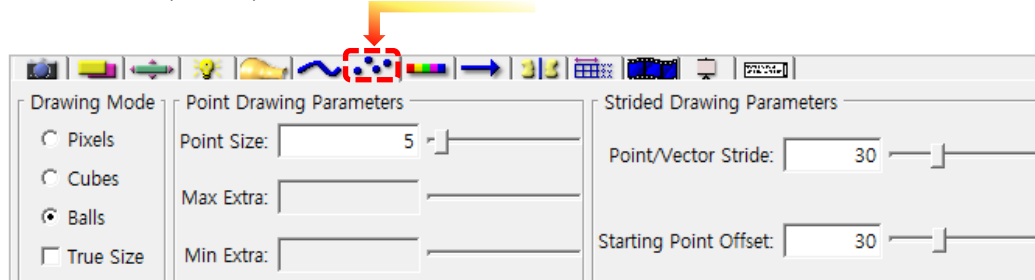 Drawing Mode
Pixels
Cubes
Balls
True Size
Point Drawing Parameters
Point Size: 5
Max Extra:
Min Extra:
Strided Drawing Parameters
Point/Vector Stride: 30
Starting Point Offset: 30